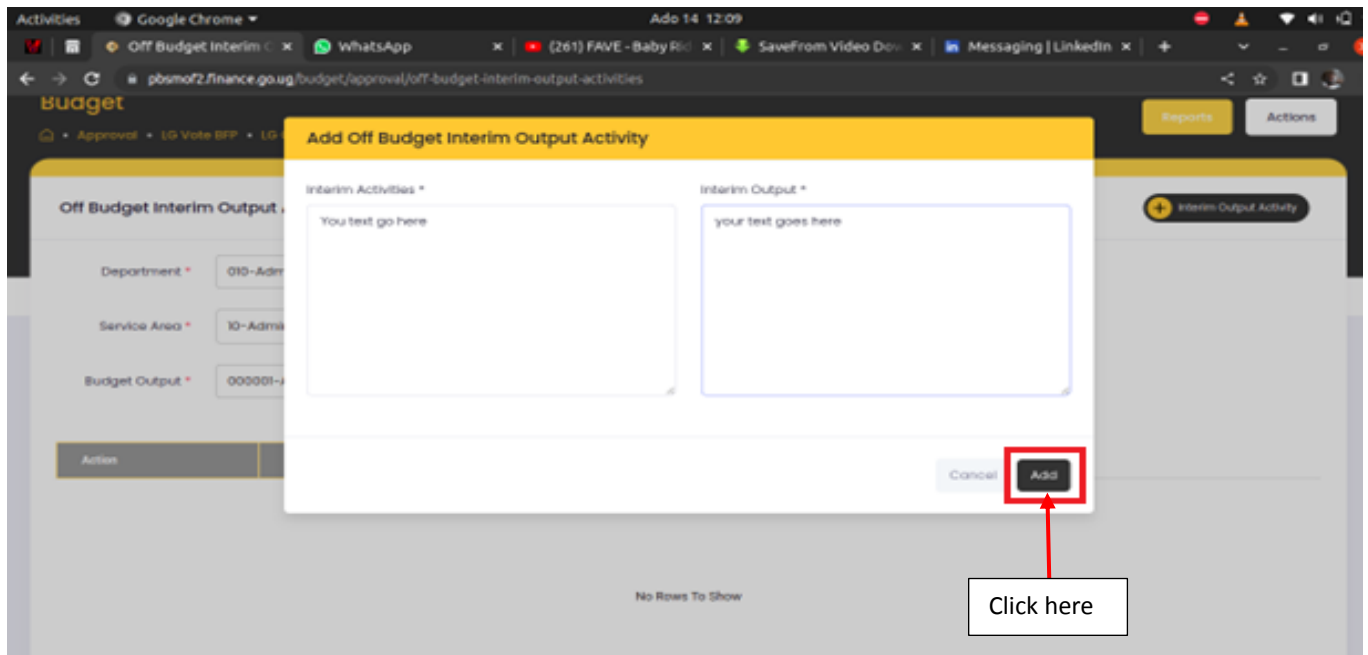 Activities Google Chrome Ado 14 12:09
Off Budget Interim WhatsApp (261) FAVE - Baby Rid SaveFrom Video Dow Messaging | LinkedIn
pbsmof2.finance.go.ug/budget/approval/off-budget-interim-output-activities
Budget
Approval • LG Vote BFP • LG
Reports Actions
Add Off Budget Interim Output Activity
Off Budget Interim Output
Interim Output Activity
Interim Activities * Interim Output *
You text go here your text goes here
Department * 010-Adm
Service Area * 10-Admi
Budget Output * 000001-
Action
Cancel Add
No Rows To Show
Click here